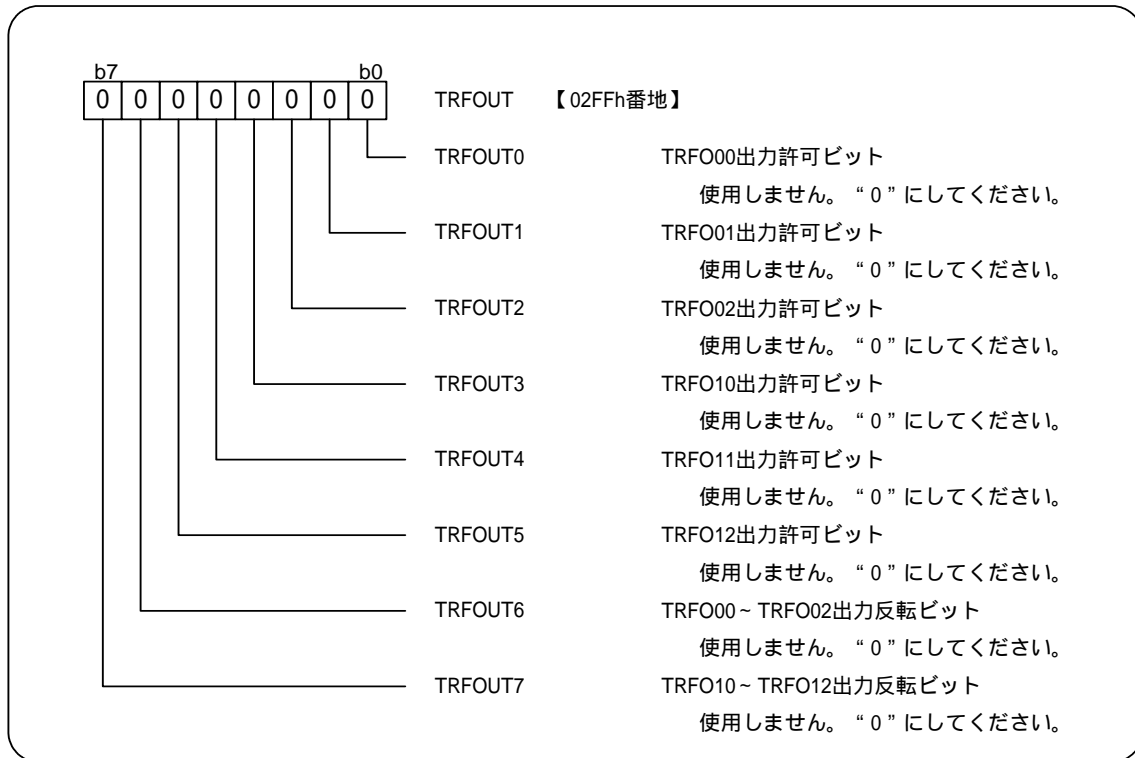 b7 b0
0 0 0 0 0 0 0 0 TRFOUT 【02FFh番地】
TRFOUT0 TRFO00出力許可ビット
使用しません。“0”にしてください。
TRFOUT1 TRFO01出力許可ビット
使用しません。“0”にしてください。
TRFOUT2 TRFO02出力許可ビット
使用しません。“0”にしてください。
TRFOUT3 TRFO10出力許可ビット
使用しません。“0”にしてください。
TRFOUT4 TRFO11出力許可ビット
使用しません。“0”にしてください。
TRFOUT5 TRFO12出力許可ビット
使用しません。“0”にしてください。
TRFOUT6 TRFO00~TRFO02出力反転ビット
使用しません。“0”にしてください。
TRFOUT7 TRFO10~TRFO12出力反転ビット
使用しません。“0”にしてください。